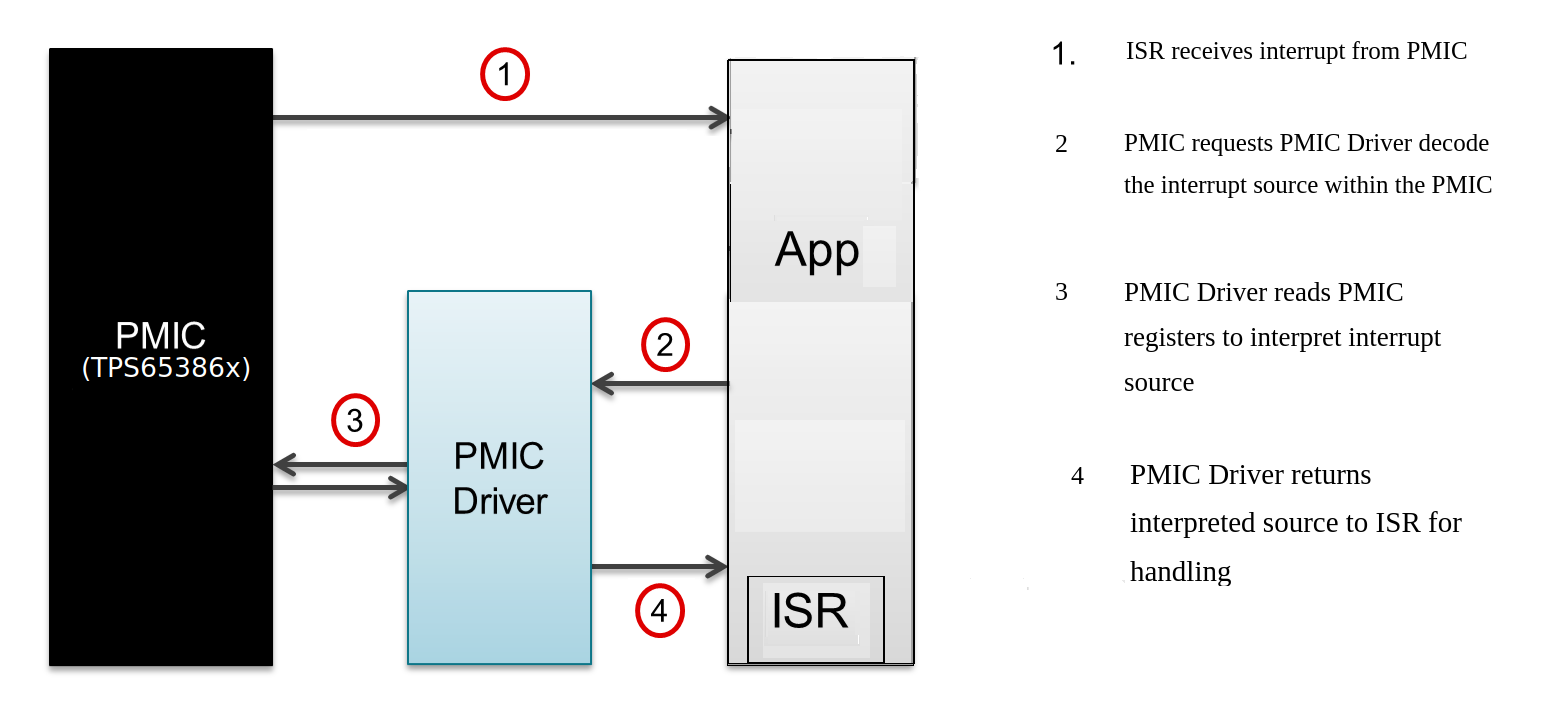 1
PMIC
(TPS65386x)
3
PMIC
Driver
2
4
App
ISR
1. ISR receives interrupt from PMIC
2 PMIC requests PMIC Driver decode
the interrupt source within the PMIC
3 PMIC Driver reads PMIC
registers to interpret interrupt
source
4 PMIC Driver returns
interpreted source to ISR for
handling